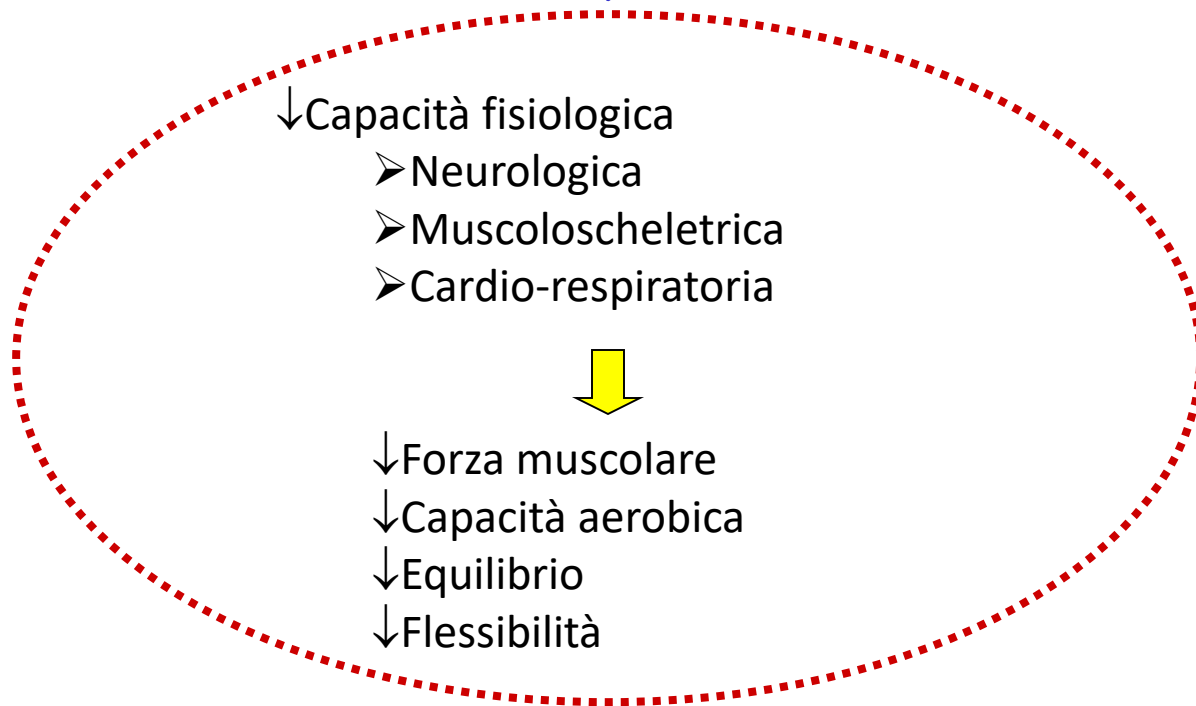 ↓Capacità fisiologica
➢Neurologica
➢Muscoloscheletrica
➢Cardio-respiratoria
↓Forza muscolare
↓Capacità aerobica
↓Equilibrio
↓Flessibilità